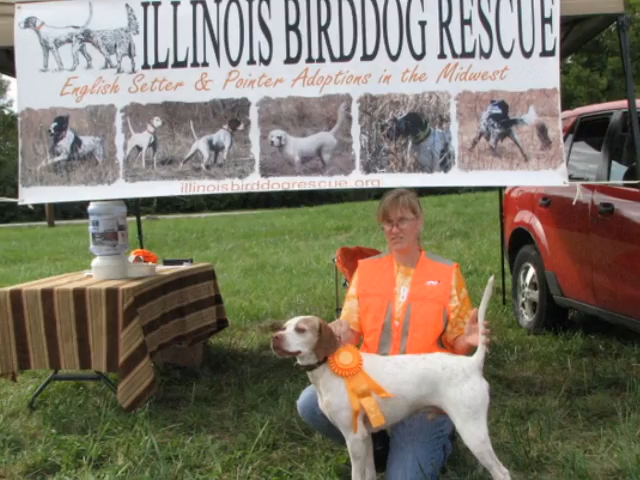 ILLINOIS BIRDDOG RESCUE
English Setter & Pointer Adoptions in the Midwest
illinoisbirddogrescue.org